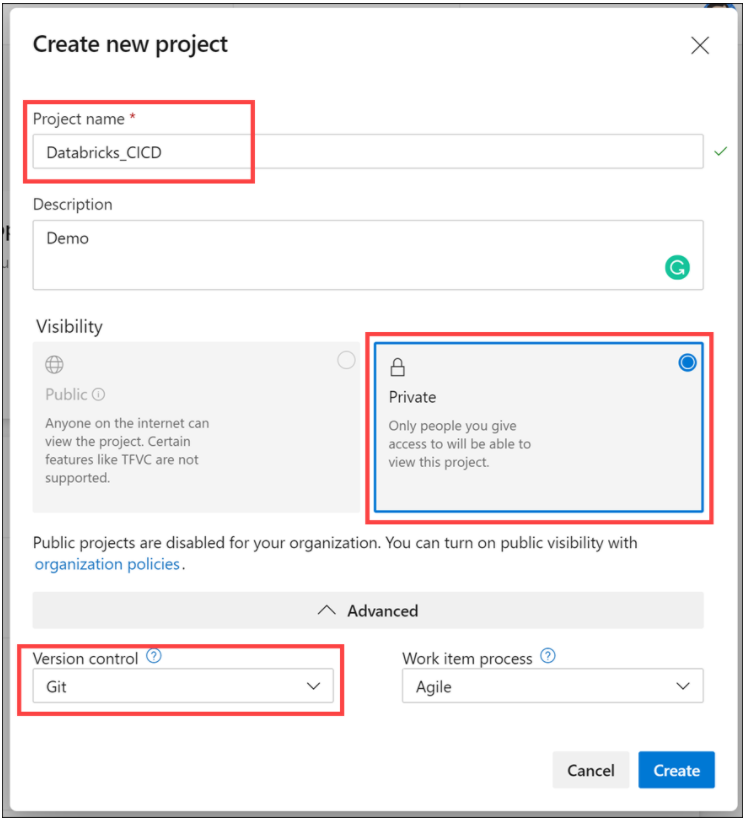 Create new project
Project name *
Databricks_CICD
Description
Demo
Visibility
Public
Anyone on the internet can
view the project. Certain
features like TFVC are not
supported.
Private
Only people you give
access to will be able to
view this project.
Public projects are disabled for your organization. You can turn on public visibility with
organization policies.
Advanced
Version control
Git
Work item process
Agile
Cancel
Create